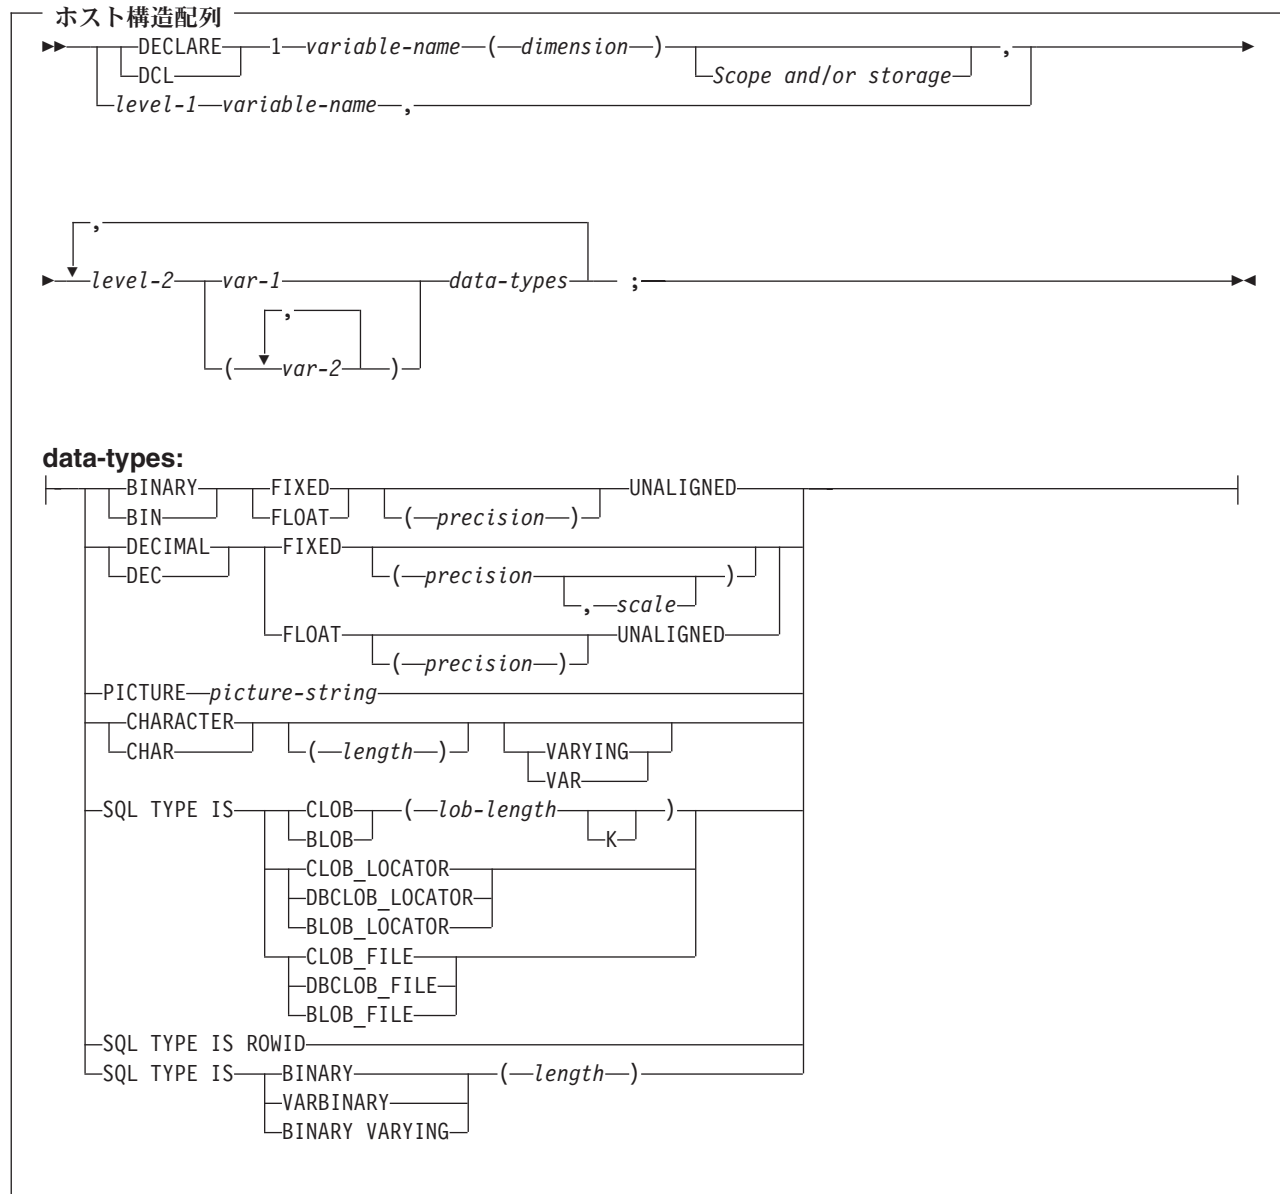 ホスト構造配列
DECLARE 1 variable-name ( dimension ) ,
DCL Scope and/or storage
level-1 variable-name ,
,
level-2 var-1 data-types ;
,
( var-2 )
data-types:
BINARY FIXED UNALIGNED
BIN FLOAT ( precision )
DECIMAL FIXED
DEC ( precision )
, scale
FLOAT UNALIGNED
( precision )
PICTURE picture-string
CHARACTER
CHAR ( length ) VARYING
VAR
SQL TYPE IS CLOB ( lob-length )
BLOB K
CLOB_LOCATOR
DBCLOB_LOCATOR
BLOB_LOCATOR
CLOB_FILE
DBCLOB_FILE
BLOB_FILE
SQL TYPE IS ROWID
SQL TYPE IS BINARY ( length )
VARBINARY
BINARY VARYING